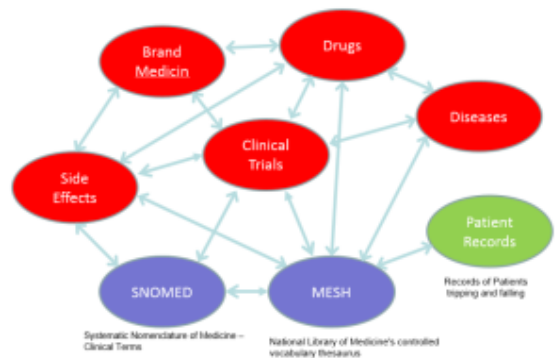 Brand
Medicin
Drugs
Diseases
Clinical
Trials
Side
Effects
Patient
Records
Records of Patients
tripping and falling
SNOMED
MESH
Systematic Nomenclature of Medicine –
Clinical Terms
National Library of Medicine's controlled
vocabulary thesaurus